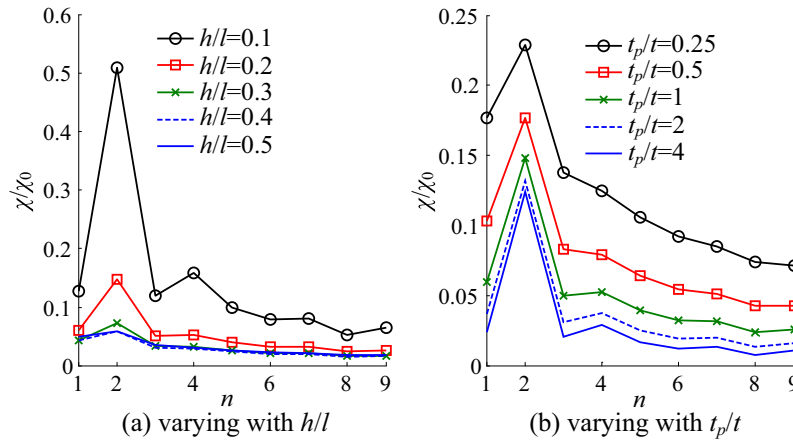 0.6
0.5
0.4
0.3
0.2
0.1
0
χ/χ0
h/l=0.1
h/l=0.2
h/l=0.3
h/l=0.4
h/l=0.5
1 2 4 6 8 9
n
(a) varying with h/l
0.25
0.2
0.15
0.1
0.05
0
χ/χ0
tp/t=0.25
tp/t=0.5
tp/t=1
tp/t=2
tp/t=4
1 2 4 6 8 9
n
(b) varying with tp/t